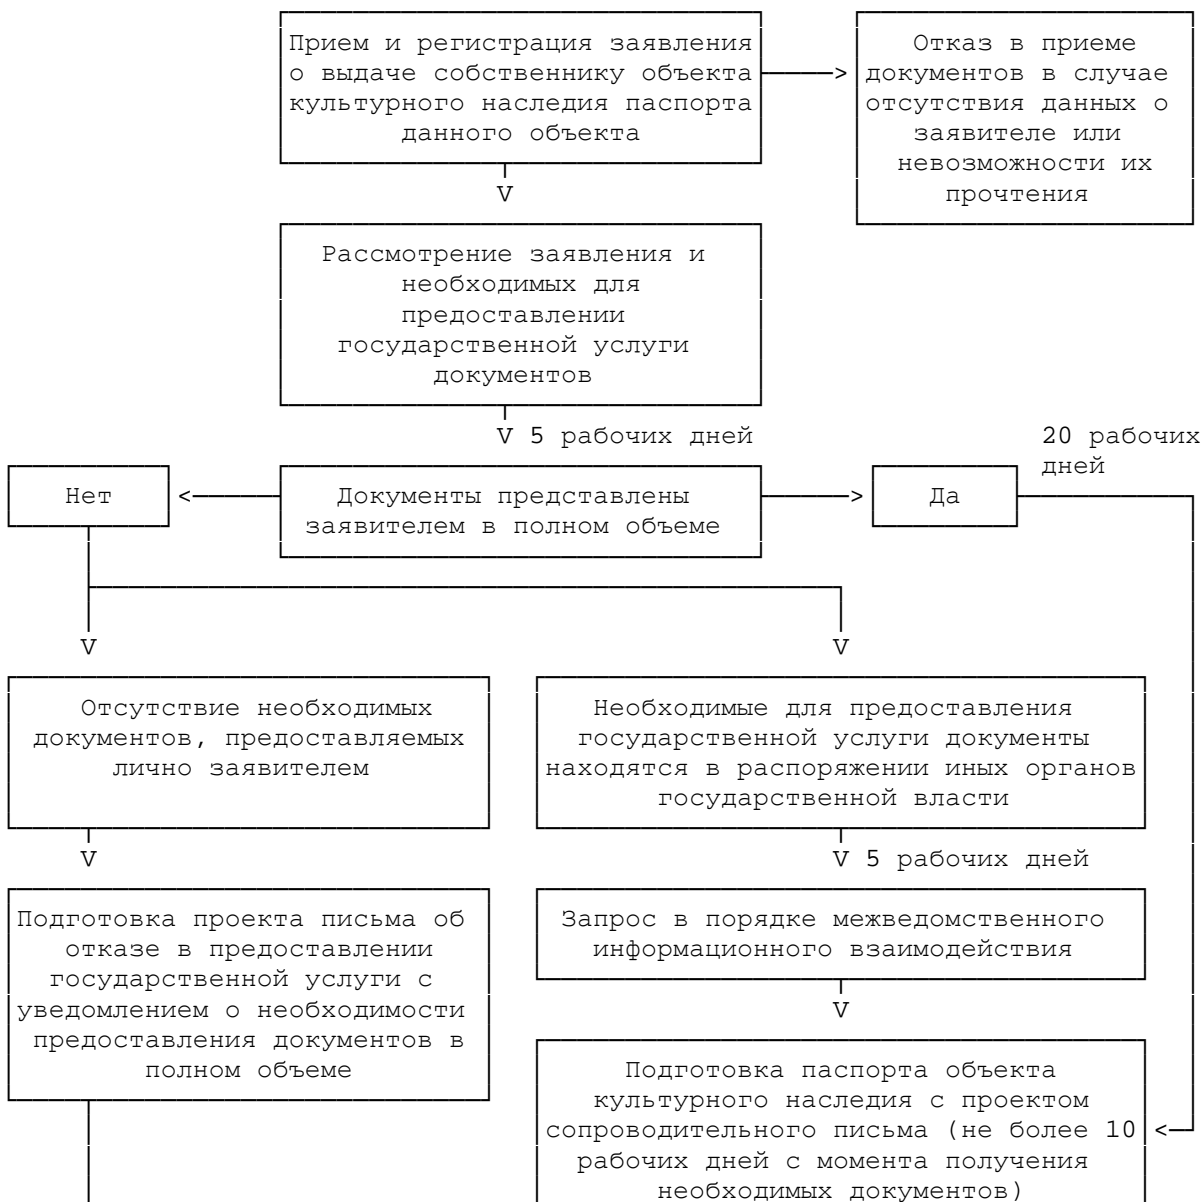 Прием и регистрация заявления
о выдаче собственнику объекта
культурного наследия паспорта
данного объекта
Отказ в приеме
документов в случае
отсутствия данных о
заявителе или
невозможности их
прочтения
V
Рассмотрение заявления и
необходимых для
предоставлении
государственной услуги
документов
V 5 рабочих дней
20 рабочих
дней
Нет
<
Документы представлены
заявителем в полном объеме
>
Да
V
V
Отсутствие необходимых
документов, предоставляемых
лично заявителем
Необходимые для предоставления
государственной услуги документы
находятся в распоряжении иных органов
государственной власти
V
V 5 рабочих дней
Подготовка проекта письма об
отказе в предоставлении
государственной услуги с
уведомлением о необходимости
предоставления документов в
полном объеме
Запрос в порядке межведомственного
информационного взаимодействия
V
Подготовка паспорта объекта
культурного наследия с проектом
сопроводительного письма (не более 10
рабочих дней с момента получения
необходимых документов)